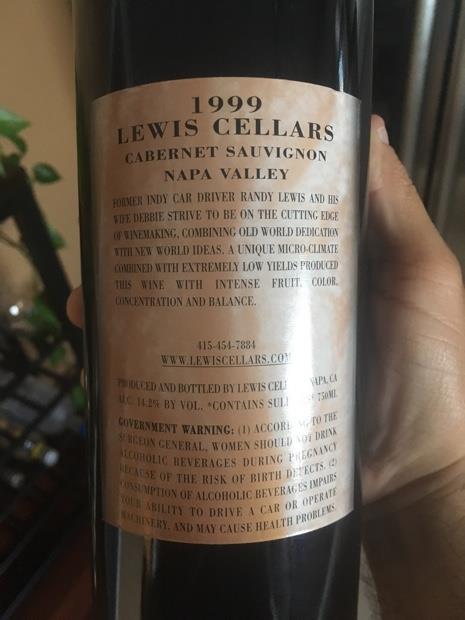 1999
LEWIS CELLARS
CABERNET SAUVIGNON
NAPA VALLEY
FORMER INDY CAR DRIVER RANDY LEWIS AND HIS
WIFE DEBBIE STRIVE TO BE ON THE CUTTING EDGE
OF WINEMAKING, COMBINING OLD WORLD DEDICATION
WITH NEW WORLD IDEAS. A UNIQUE MICRO-CLIMATE
COMBINED WITH EXTREMELY LOW YIELDS PRODUCED
THIS WINE WITH INTENSE FRUIT, COLOR,
CONCENTRATION AND BALANCE.
415-454-7884
WWW.LEWISCELLARS.COM
PRODUCED AND BOTTLED BY LEWIS NAPA, CA
ALC. 14.2% BY VOL. *CONTAINS 750ML
GOVERNMENT WARNING: (1) ACCORDING TO THE
SURGEON GENERAL, WOMEN SHOULD NOT DRINK
ALCOHOLIC BEVERAGES DURING PREGNANCY
BECAUSE OF THE RISK OF BIRTH DEFECTS. (2)
CONSUMPTION OF ALCOHOLIC BEVERAGES IMPAIRS
YOUR ABILITY TO DRIVE A CAR OR OPERATE
MACHINERY, AND MAY CAUSE HEALTH PROBLEMS.